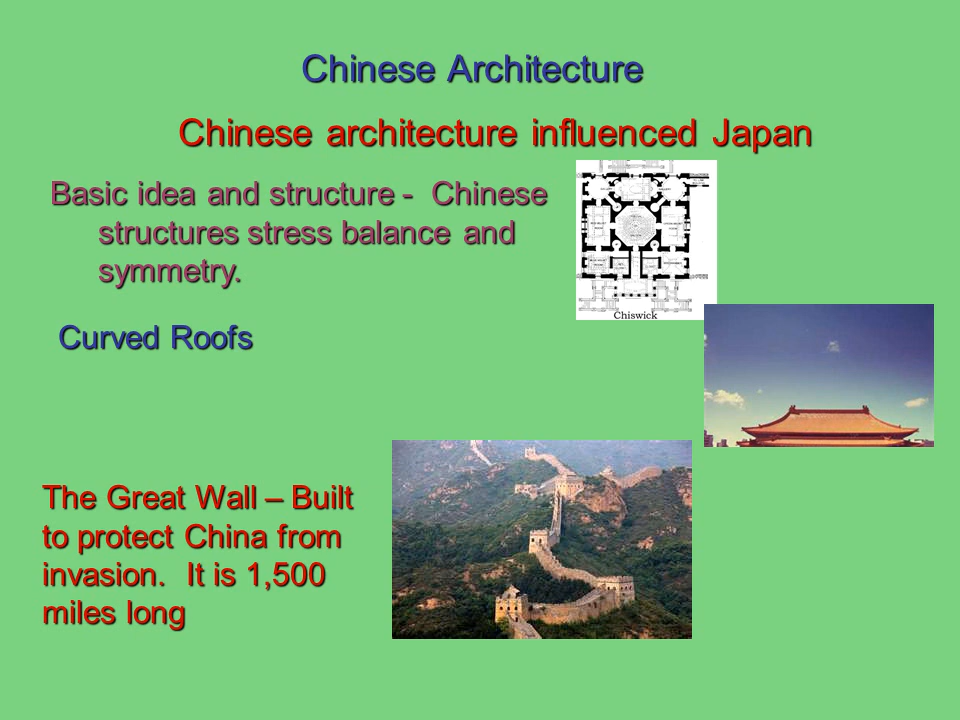 Chinese Architecture
Chinese architecture influenced Japan
Basic idea and structure - Chinese
structures stress balance and
symmetry.
Chiswick
Curved Roofs
The Great Wall – Built
to protect China from
invasion. It is 1,500
miles long